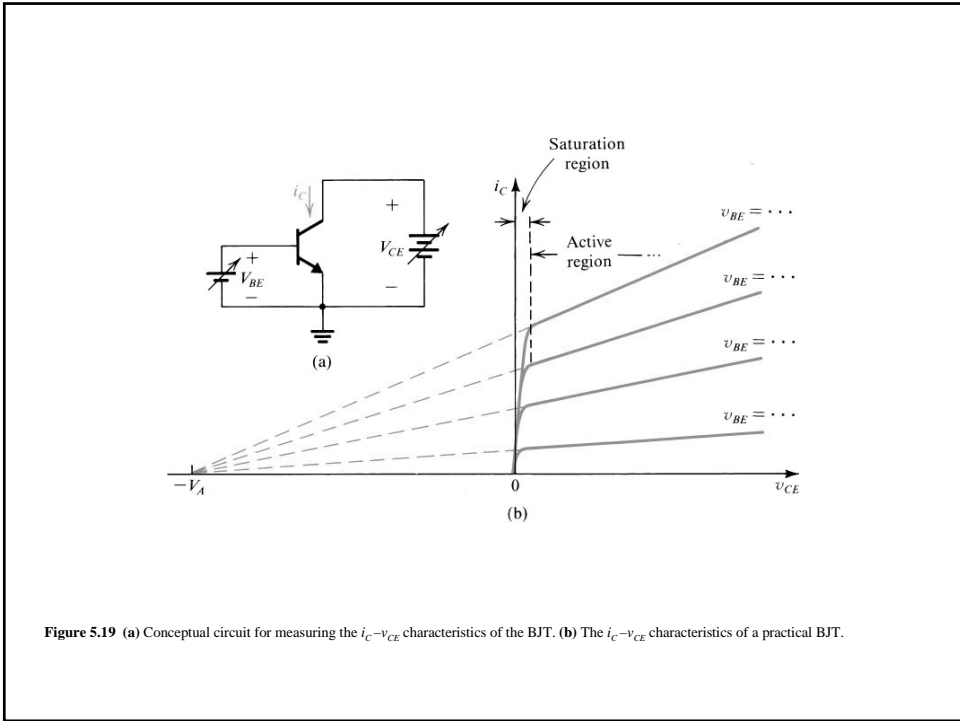 Saturation
region
i_C
Active
region
...
v_BE = · · ·
v_BE = · · ·
v_BE = · · ·
v_BE = · · ·
−V_A
0
v_CE
(b)
i_C
+
V_CE
−
+
V_BE
−
(a)
Figure 5.19 (a) Conceptual circuit for measuring the i_C–v_CE characteristics of the BJT. (b) The i_C–v_CE characteristics of a practical BJT.